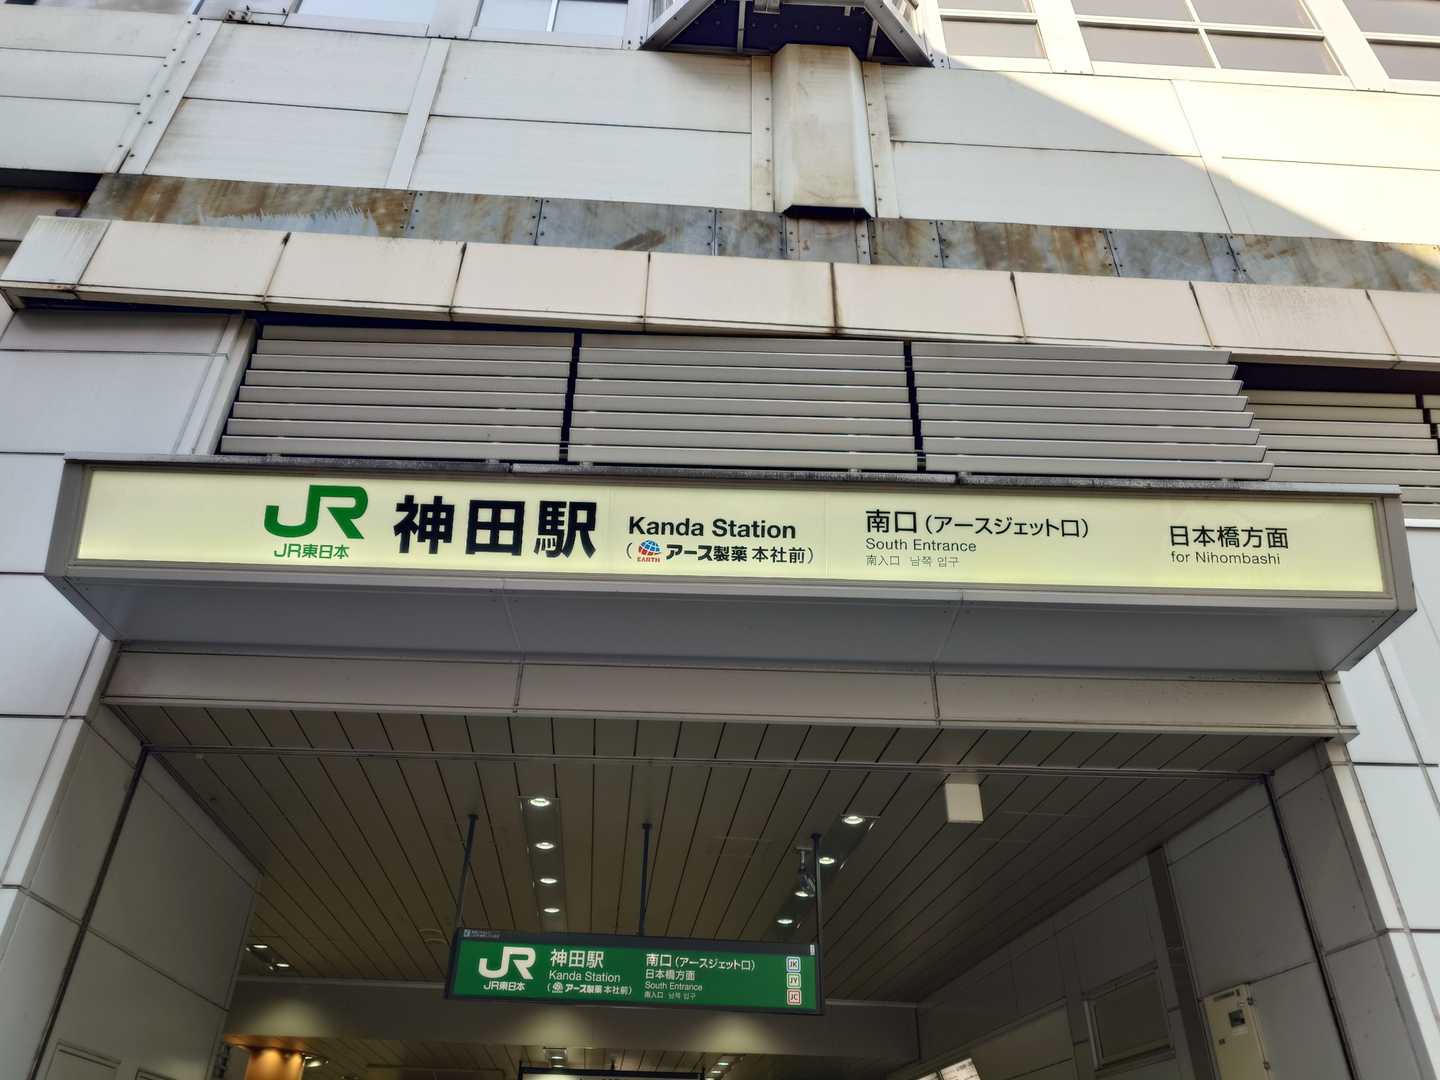 JR
JR東日本
神田駅
Kanda Station
(EARTH アース製薬 本社前)
南口(アースジェット口)
South Entrance
南入口 남쪽 입구
日本橋方面
for Nihombashi
JR
JR東日本
神田駅
Kanda Station
(アース製薬 本社前)
南口(アースジェット口)
日本橋方面
South Entrance
南入口 남쪽 입구
JK
JY
JC